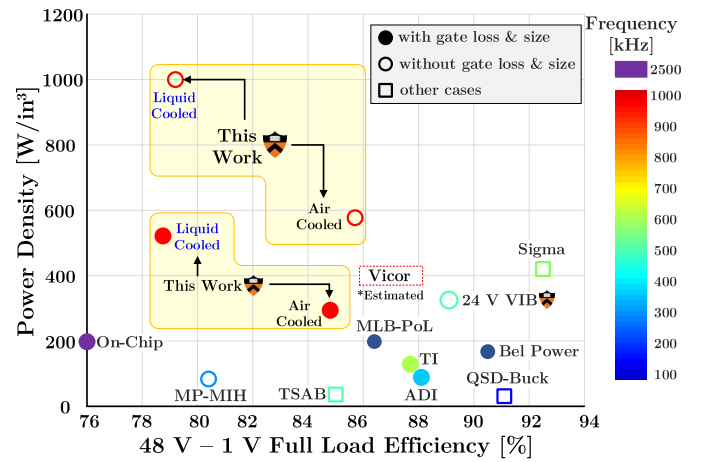 1200
1000
800
600
400
200
0
Power Density [W/in³]
76
78
80
82
84
86
88
90
92
94
48 V – 1 V Full Load Efficiency [%]
with gate loss & size
without gate loss & size
other cases
Frequency
[kHz]
2500
1000
900
800
700
600
500
400
300
200
100
Liquid
Cooled
This
Work
Air
Cooled
Liquid
Cooled
This Work
Air
Cooled
Vicor
*Estimated
Sigma
24 V VIB
MLB-PoL
On-Chip
TI
Bel Power
MP-MIH
TSAB
ADI
QSD-Buck